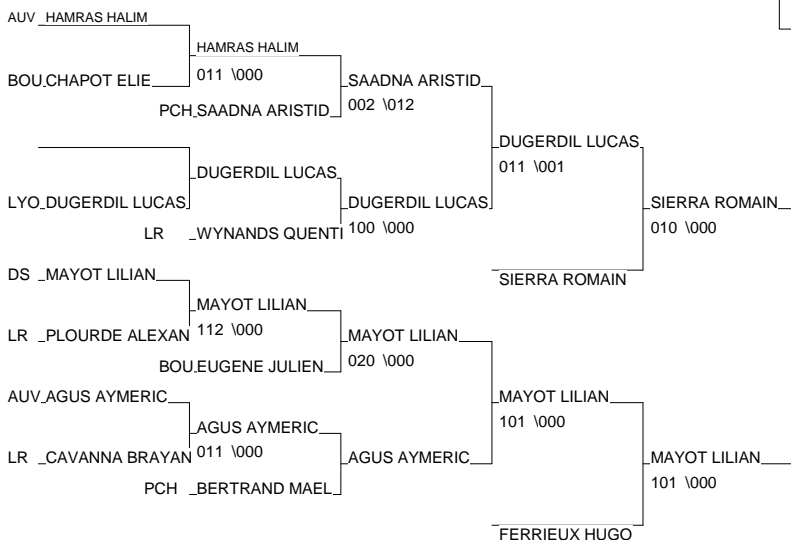 AUV HAMRAS HALIM
HAMRAS HALIM
011 \000
BOU CHAPOT ELIE
SAADNA ARISTID
002 \012
PCH SAADNA ARISTID
DUGERDIL LUCAS
011 \001
DUGERDIL LUCAS
LYO DUGERDIL LUCAS
DUGERDIL LUCAS
100 \000
SIERRA ROMAIN
010 \000
LR WYNANDS QUENTI
DS MAYOT LILIAN
SIERRA ROMAIN
MAYOT LILIAN
112 \000
LR PLOURDE ALEXAN
MAYOT LILIAN
020 \000
BOU EUGENE JULIEN
AUV AGUS AYMERIC
MAYOT LILIAN
101 \000
AGUS AYMERIC
011 \000
LR CAVANNA BRAYAN
AGUS AYMERIC
MAYOT LILIAN
101 \000
PCH BERTRAND MAEL
FERRIEUX HUGO